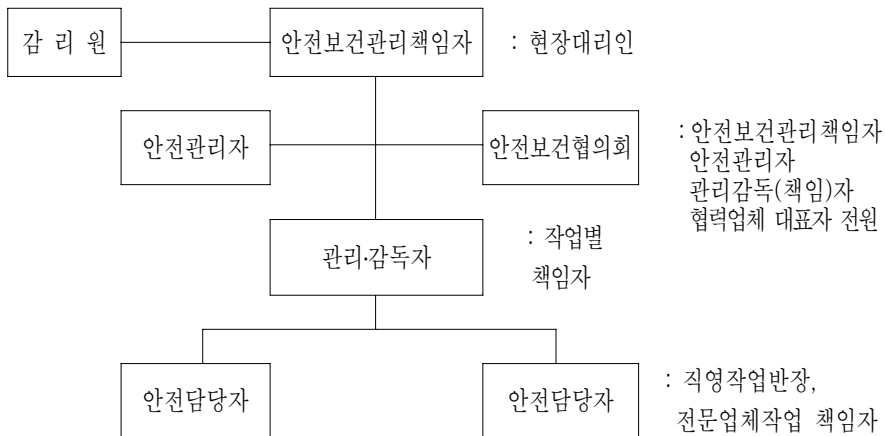 감 리 원
안전보건관리책임자
: 현장대리인
안전관리자
안전보건협의회
: 안전보건관리책임자
안전관리자
관리감독(책임)자
협력업체 대표자 전원
관리·감독자
: 작업별
책임자
안전담당자
안전담당자
: 직영작업반장,
전문업체작업 책임자